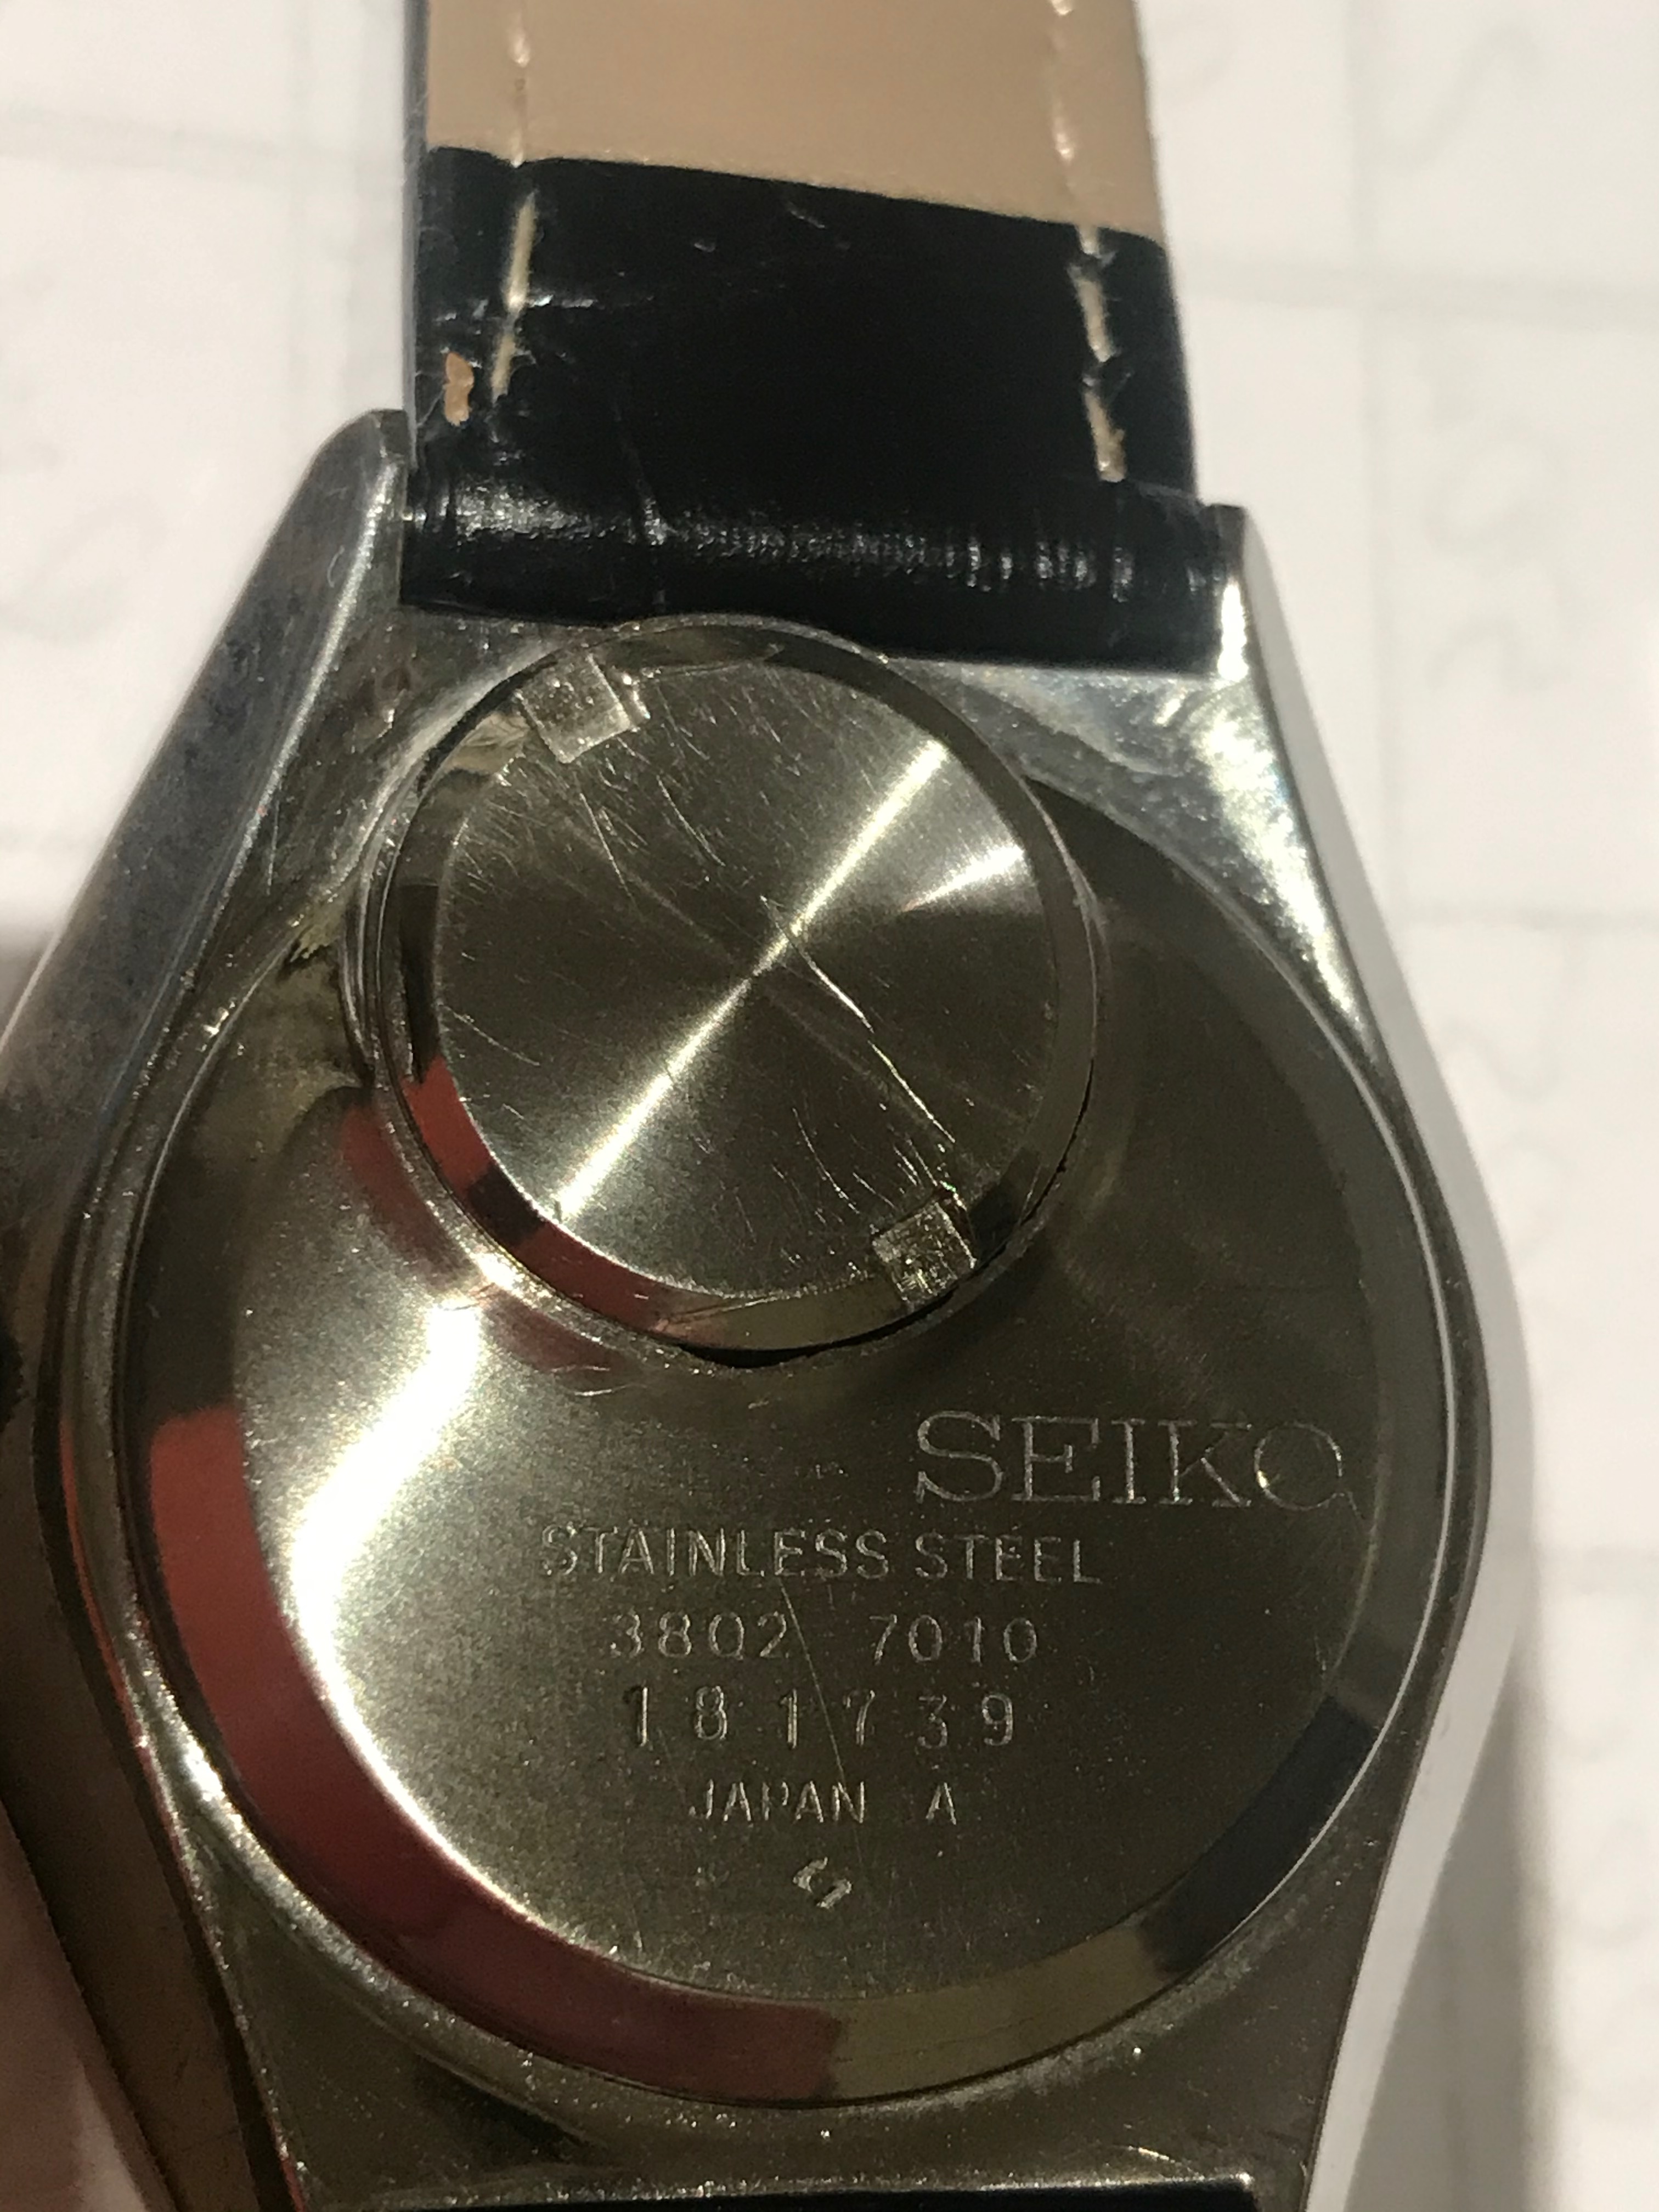 SEIKO
STAINLESS STEEL
3802 7010
181739
JAPAN A